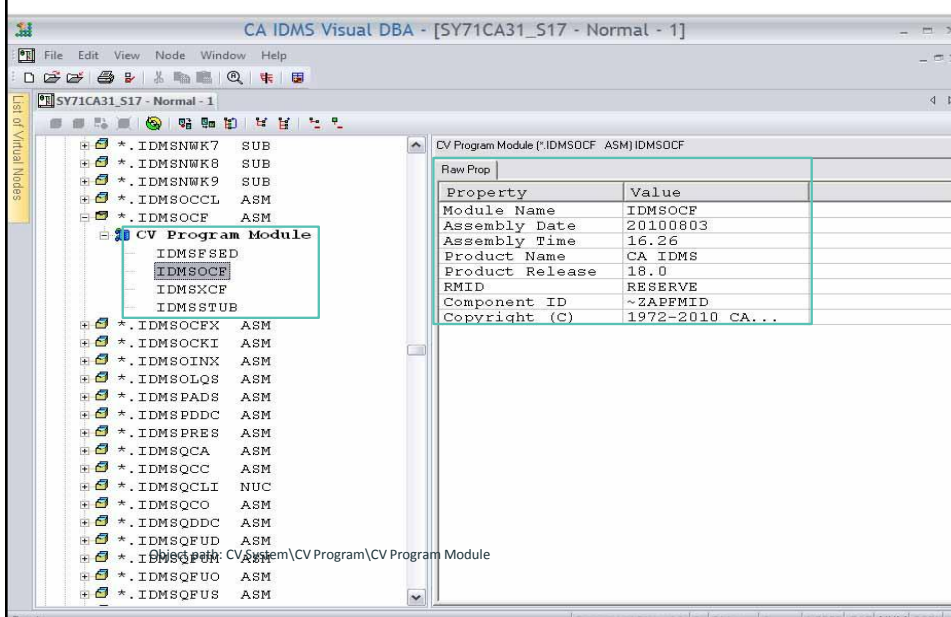 CA IDMS Visual DBA - [SY71CA31_S17 - Normal - 1]
File Edit View Node Window Help
List of Virtual Nodes
SY71CA31_S17 - Normal - 1
*.IDMSNWK7 SUB
*.IDMSNWK8 SUB
*.IDMSNWK9 SUB
*.IDMSOCCL ASM
*.IDMSOCF ASM
CV Program Module
IDMSFSED
IDMSOCF
IDMSXCF
IDMSSTUB
*.IDMSOCFX ASM
*.IDMSOCKI ASM
*.IDMSOINX ASM
*.IDMSOLQS ASM
*.IDMSPADS ASM
*.IDMSPDDC ASM
*.IDMSPRES ASM
*.IDMSQCA ASM
*.IDMSQCC ASM
*.IDMSQCLI NUC
*.IDMSQCO ASM
*.IDMSQDDC ASM
*.IDMSQFUD ASM
*.IDMSQFUM ASM
Object path: CV System\CV Program\CV Program Module
*.IDMSQFUO ASM
*.IDMSQFUS ASM
CV Program Module (*.IDMSOCF ASM) IDMSOCF
Raw Prop
Property Value
Module Name IDMSOCF
Assembly Date 20100803
Assembly Time 16.26
Product Name CA IDMS
Product Release 18.0
RMID RESERVE
Component ID ~ZAPFMID
Copyright (C) 1972-2010 CA...